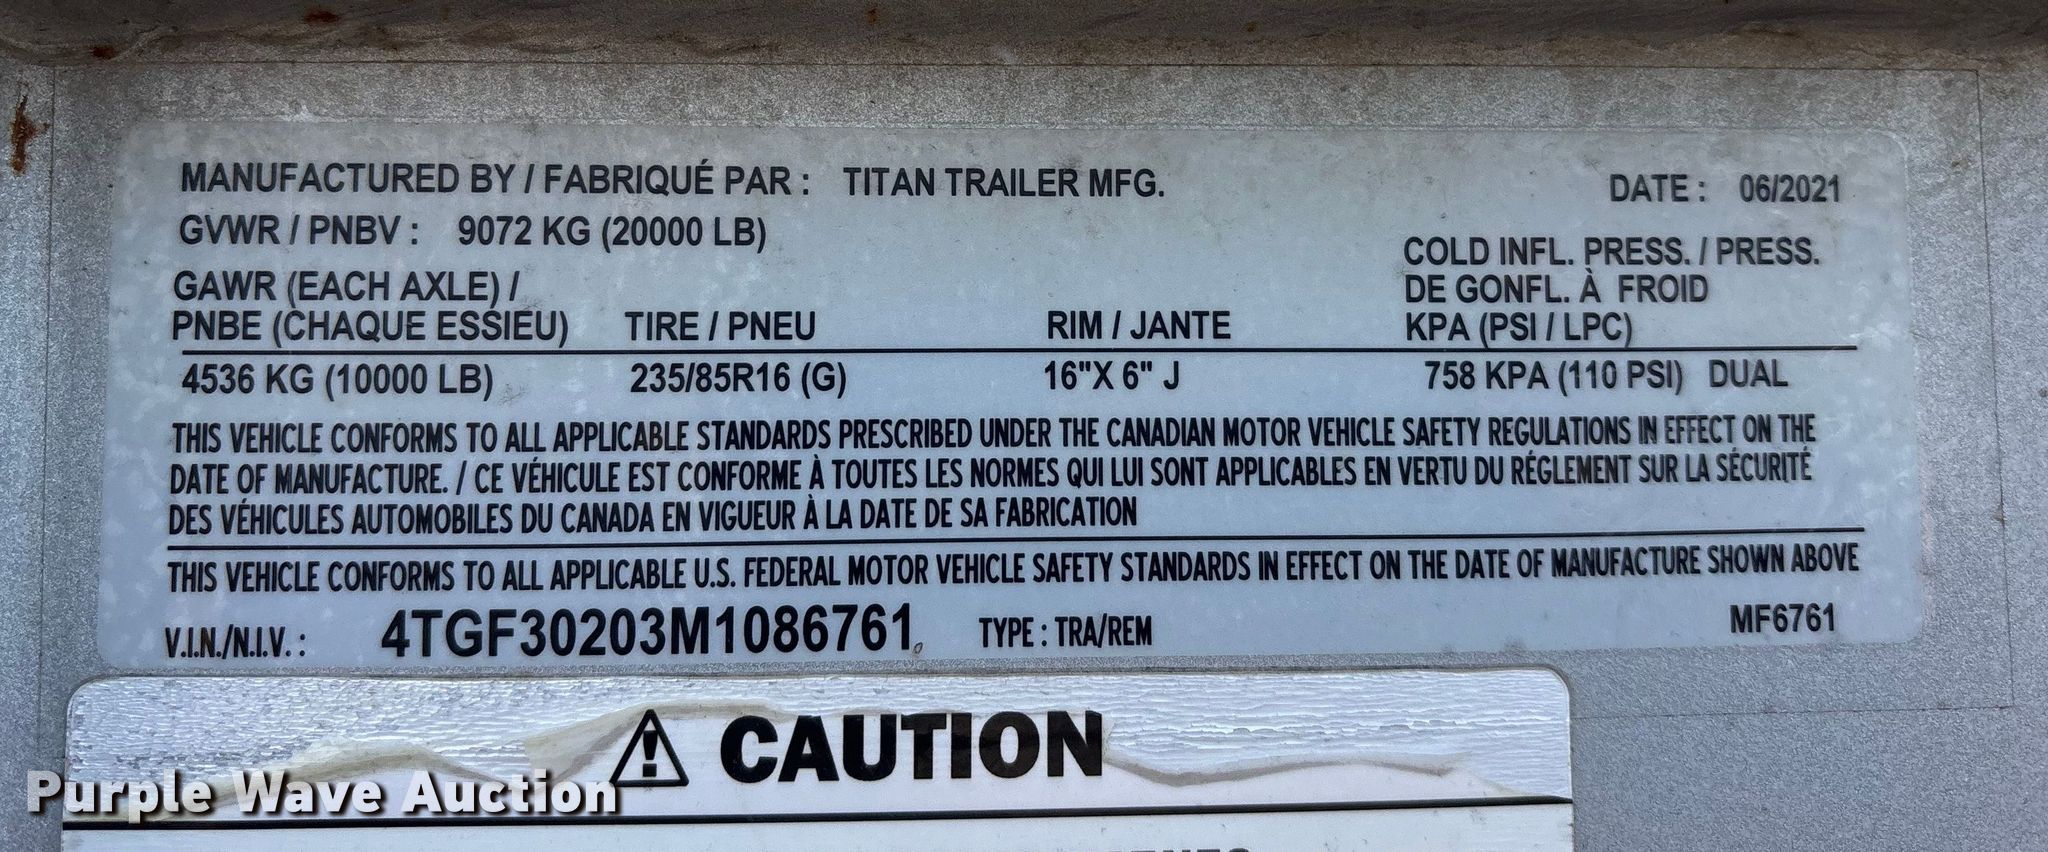 MANUFACTURED BY / FABRIQUÉ PAR : TITAN TRAILER MFG. DATE : 06/2021
GVWR / PNBV : 9072 KG (20000 LB)
COLD INFL. PRESS. / PRESS.
GAWR (EACH AXLE) / DE GONFL. À FROID
PNBE (CHAQUE ESSIEU) TIRE / PNEU RIM / JANTE KPA (PSI / LPC)
4536 KG (10000 LB) 235/85R16 (G) 16"X 6" J 758 KPA (110 PSI) DUAL
THIS VEHICLE CONFORMS TO ALL APPLICABLE STANDARDS PRESCRIBED UNDER THE CANADIAN MOTOR VEHICLE SAFETY REGULATIONS IN EFFECT ON THE
DATE OF MANUFACTURE. / CE VÉHICULE EST CONFORME À TOUTES LES NORMES QUI LUI SONT APPLICABLES EN VERTU DU RÉGLEMENT SUR LA SÉCURITÉ
DES VÉHICULES AUTOMOBILES DU CANADA EN VIGUEUR À LA DATE DE SA FABRICATION
THIS VEHICLE CONFORMS TO ALL APPLICABLE U.S. FEDERAL MOTOR VEHICLE SAFETY STANDARDS IN EFFECT ON THE DATE OF MANUFACTURE SHOWN ABOVE
V.I.N./N.I.V. : 4TGF30203M1086761 TYPE : TRA/REM MF6761
CAUTION
Purple Wave Auction